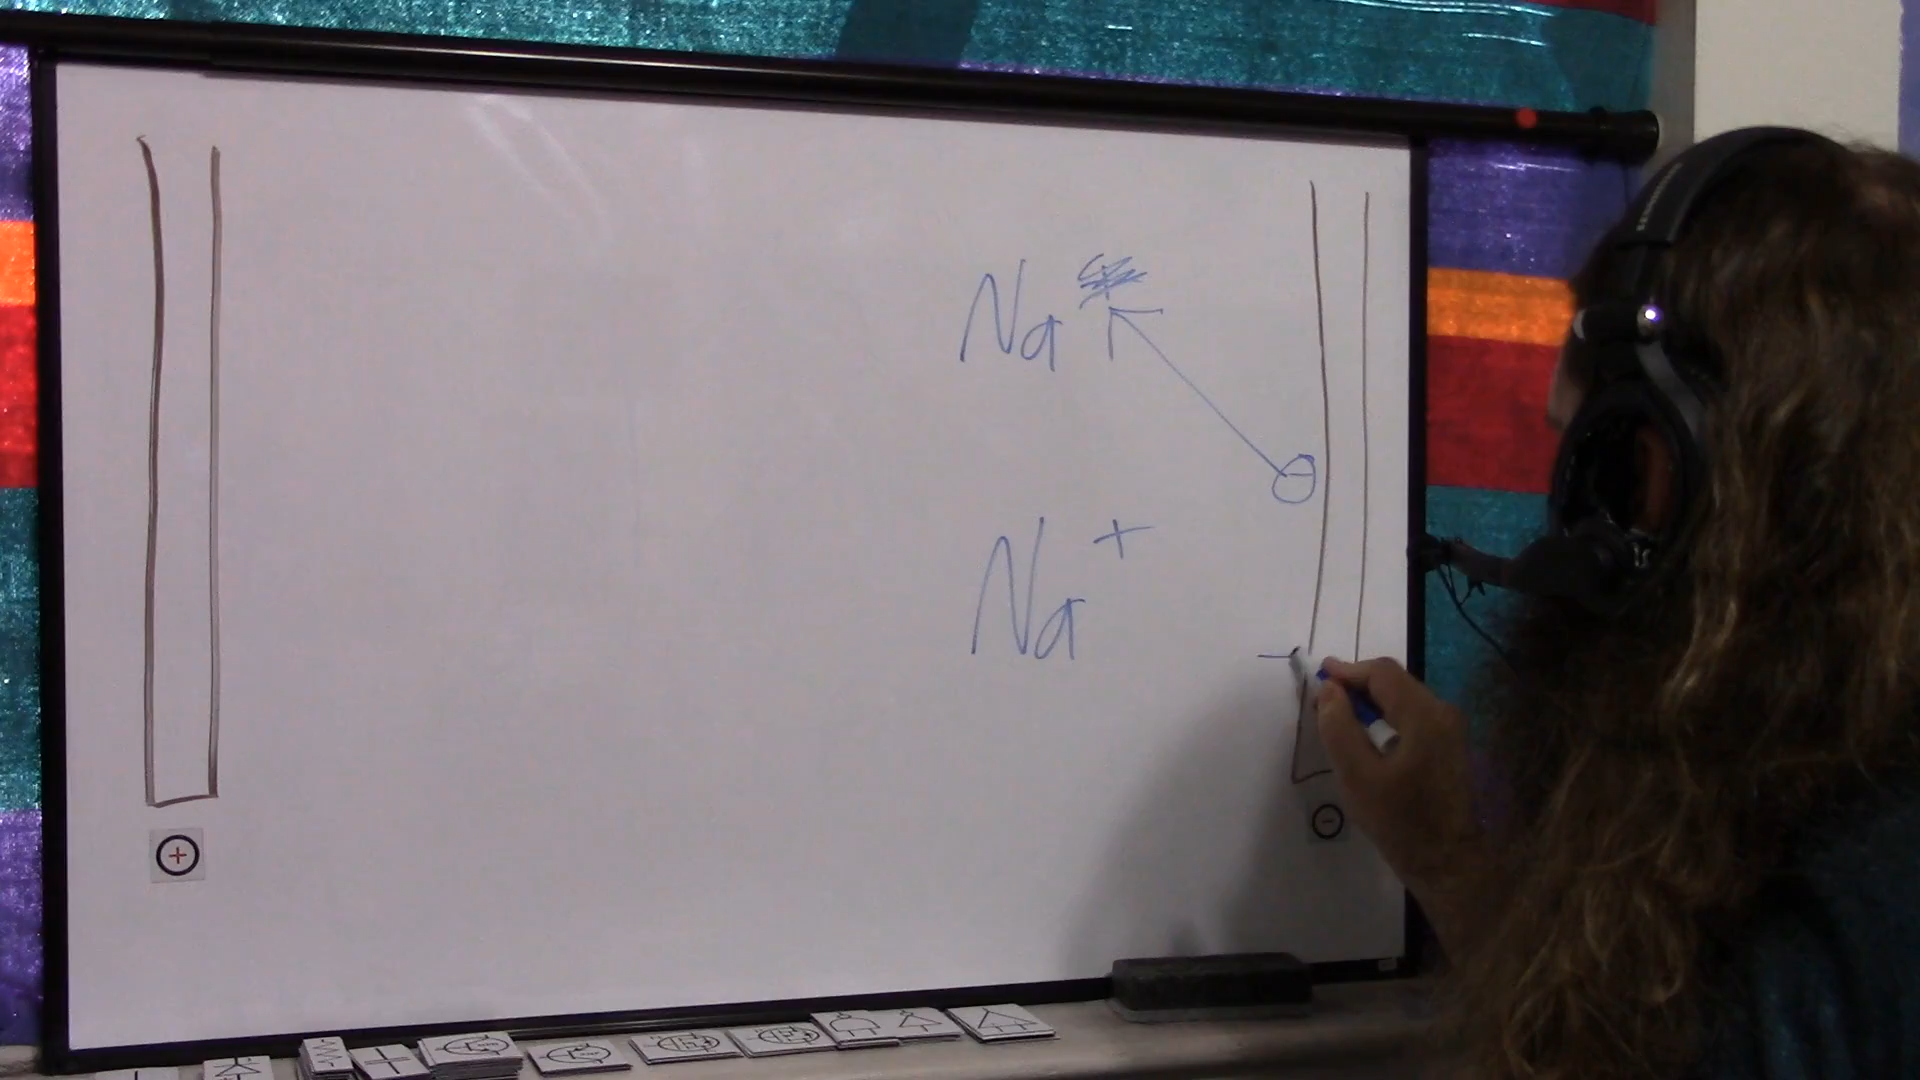 Na
⊖
Na +
⊕ ⊖